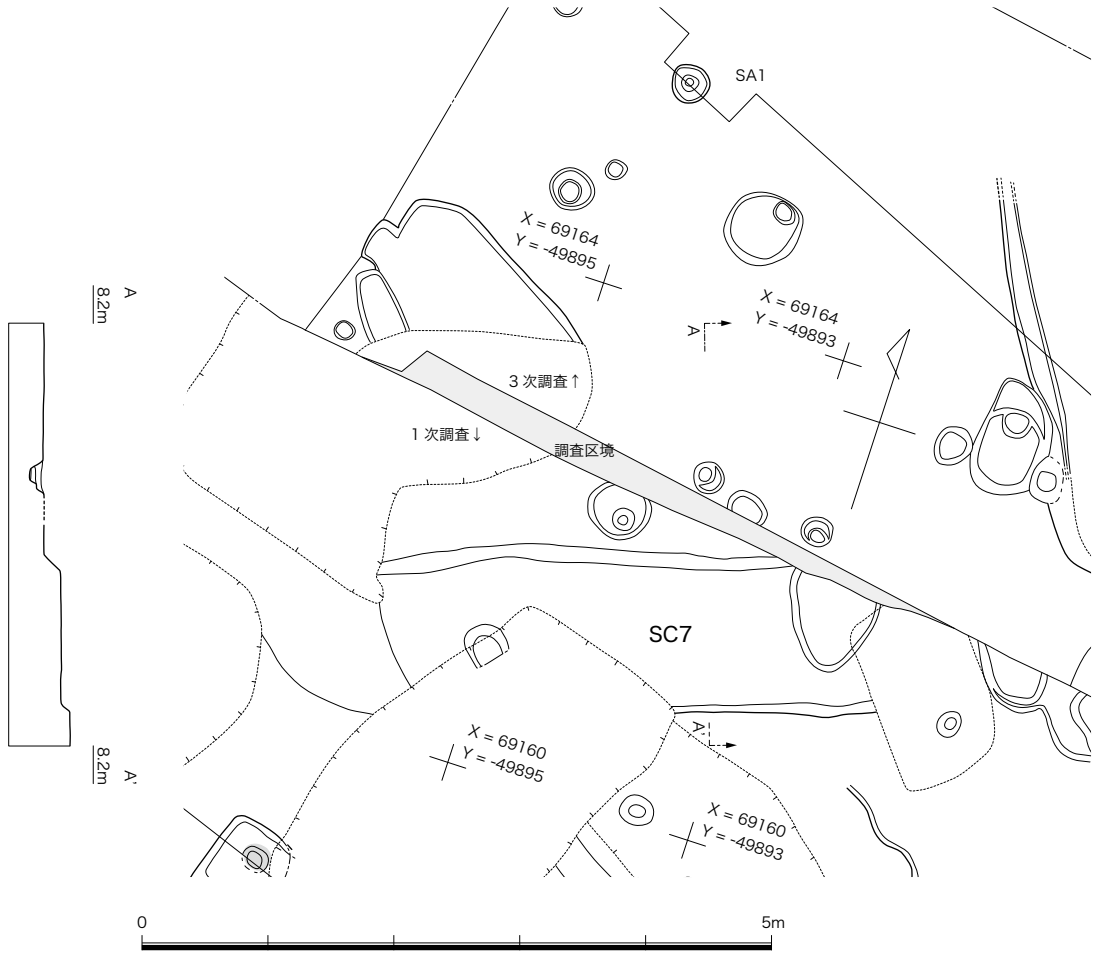 SA1
X = 69164
Y = -49895
X = 69164
Y = -49893
A
8.2m
A
3 次調査↑
1 次調査↓
調査区境
SC7
A'
X = 69160
Y = -49895
8.2m
A'
X = 69160
Y = -49893
0
5m